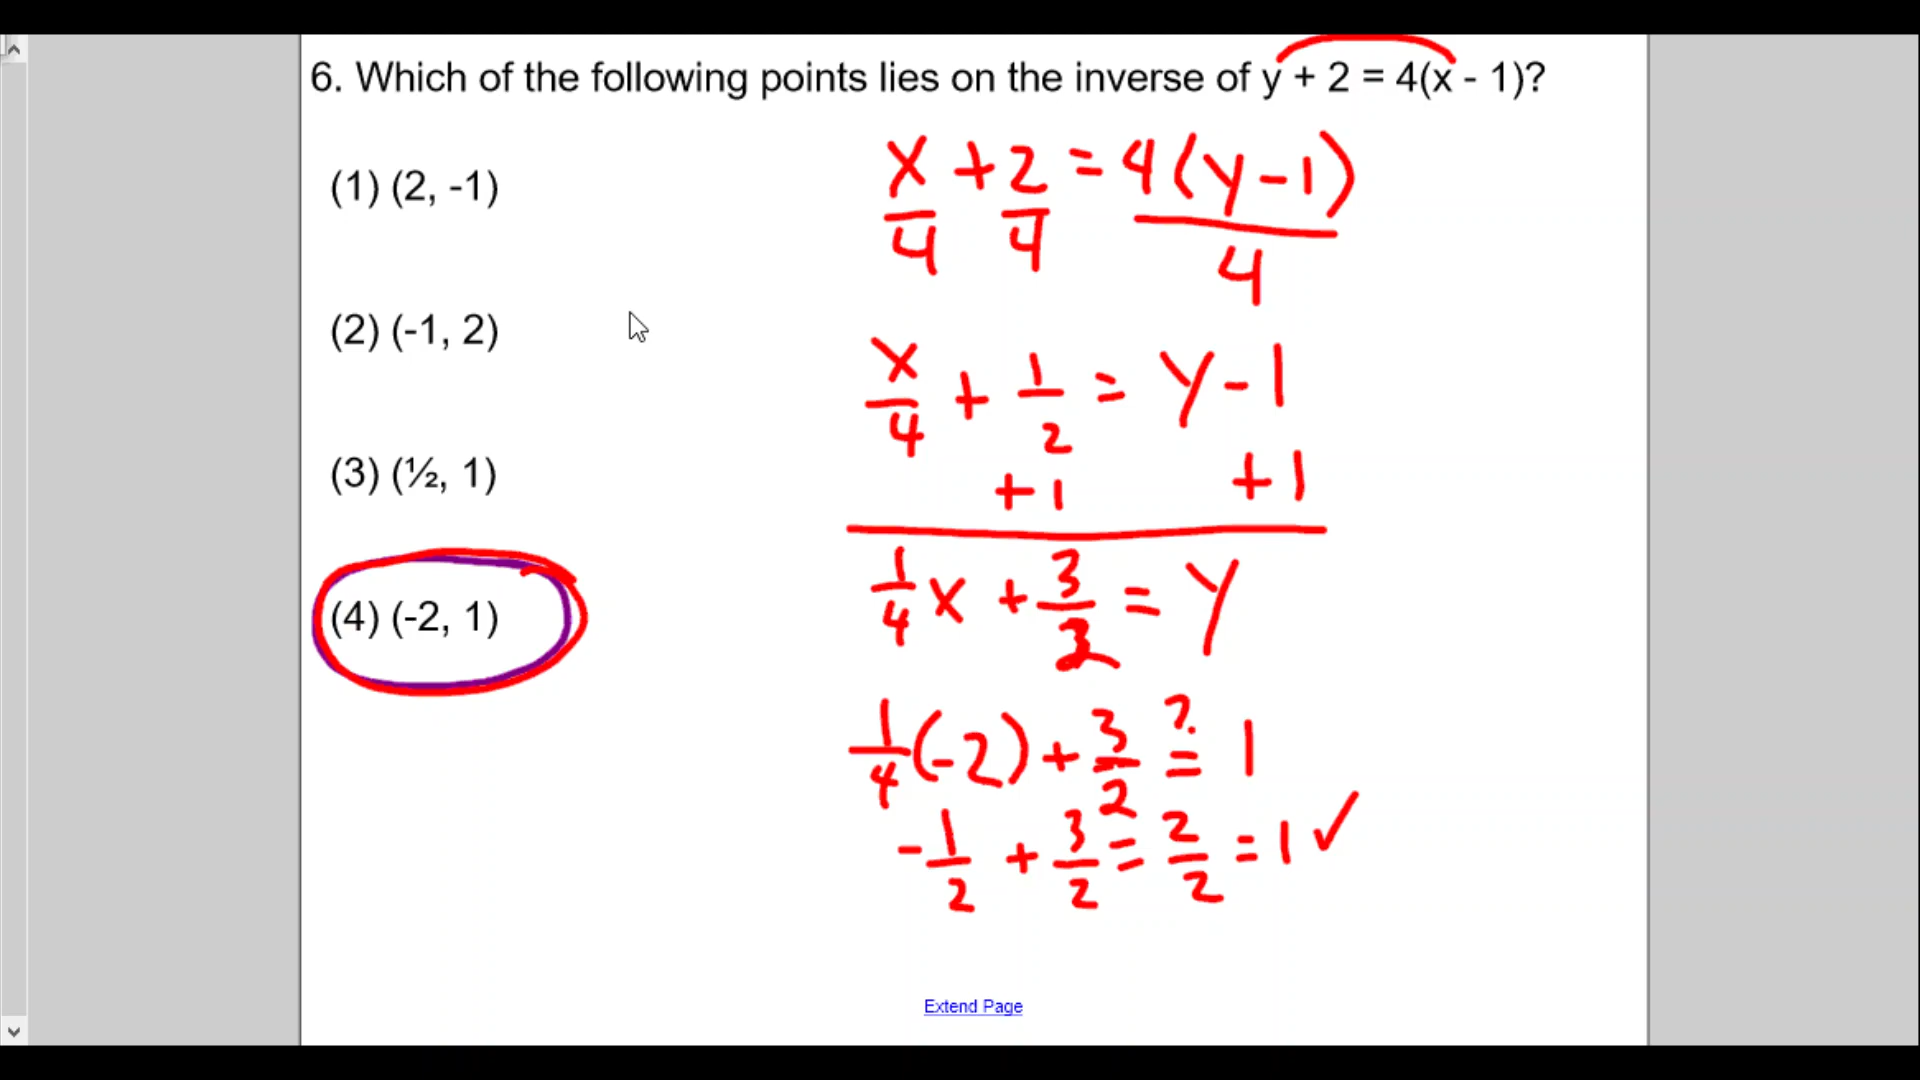 6. Which of the following points lies on the inverse of y + 2 = 4(x - 1)?
x/4 + 2/4 = 4(y-1)/4
(1) (2, -1)
(2) (-1, 2)
x/4 + 1/2 = y - 1
(3) (½, 1)
+1 +1
1/4 x + 3/2 = y
(4) (-2, 1)
1/4 (-2) + 3/2 ?= 1
-1/2 + 3/2 = 2/2 = 1 ✓
Extend Page